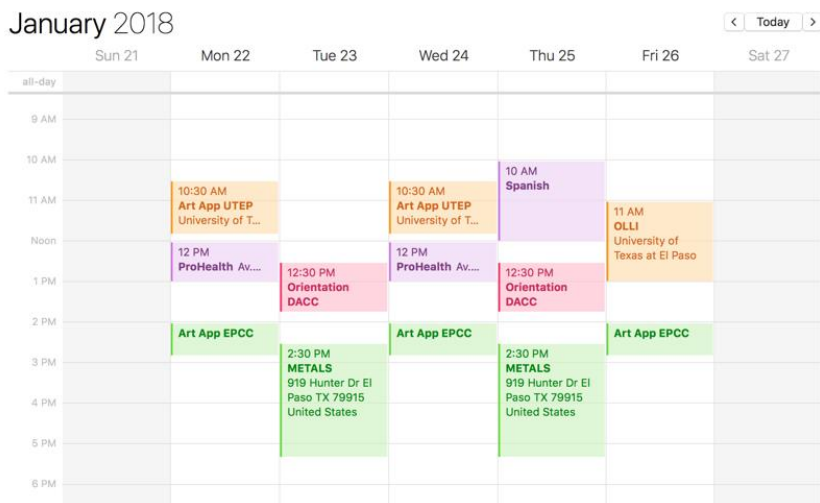 January 2018
< Today >
Sun 21 Mon 22 Tue 23 Wed 24 Thu 25 Fri 26 Sat 27
all-day
9 AM
10 AM
11 AM
Noon
1 PM
2 PM
3 PM
4 PM
5 PM
6 PM
10:30 AM
Art App UTEP
University of T...
12 PM
ProHealth Av....
Art App EPCC
12:30 PM
Orientation
DACC
2:30 PM
METALS
919 Hunter Dr El
Paso TX 79915
United States
10:30 AM
Art App UTEP
University of T...
12 PM
ProHealth Av....
Art App EPCC
10 AM
Spanish
12:30 PM
Orientation
DACC
2:30 PM
METALS
919 Hunter Dr El
Paso TX 79915
United States
11 AM
OLLI
University of
Texas at El Paso
Art App EPCC